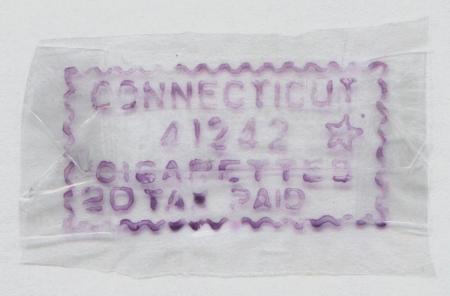 CONNECTICUT
41242 ☆
CIGARETTES
20 TAX PAID